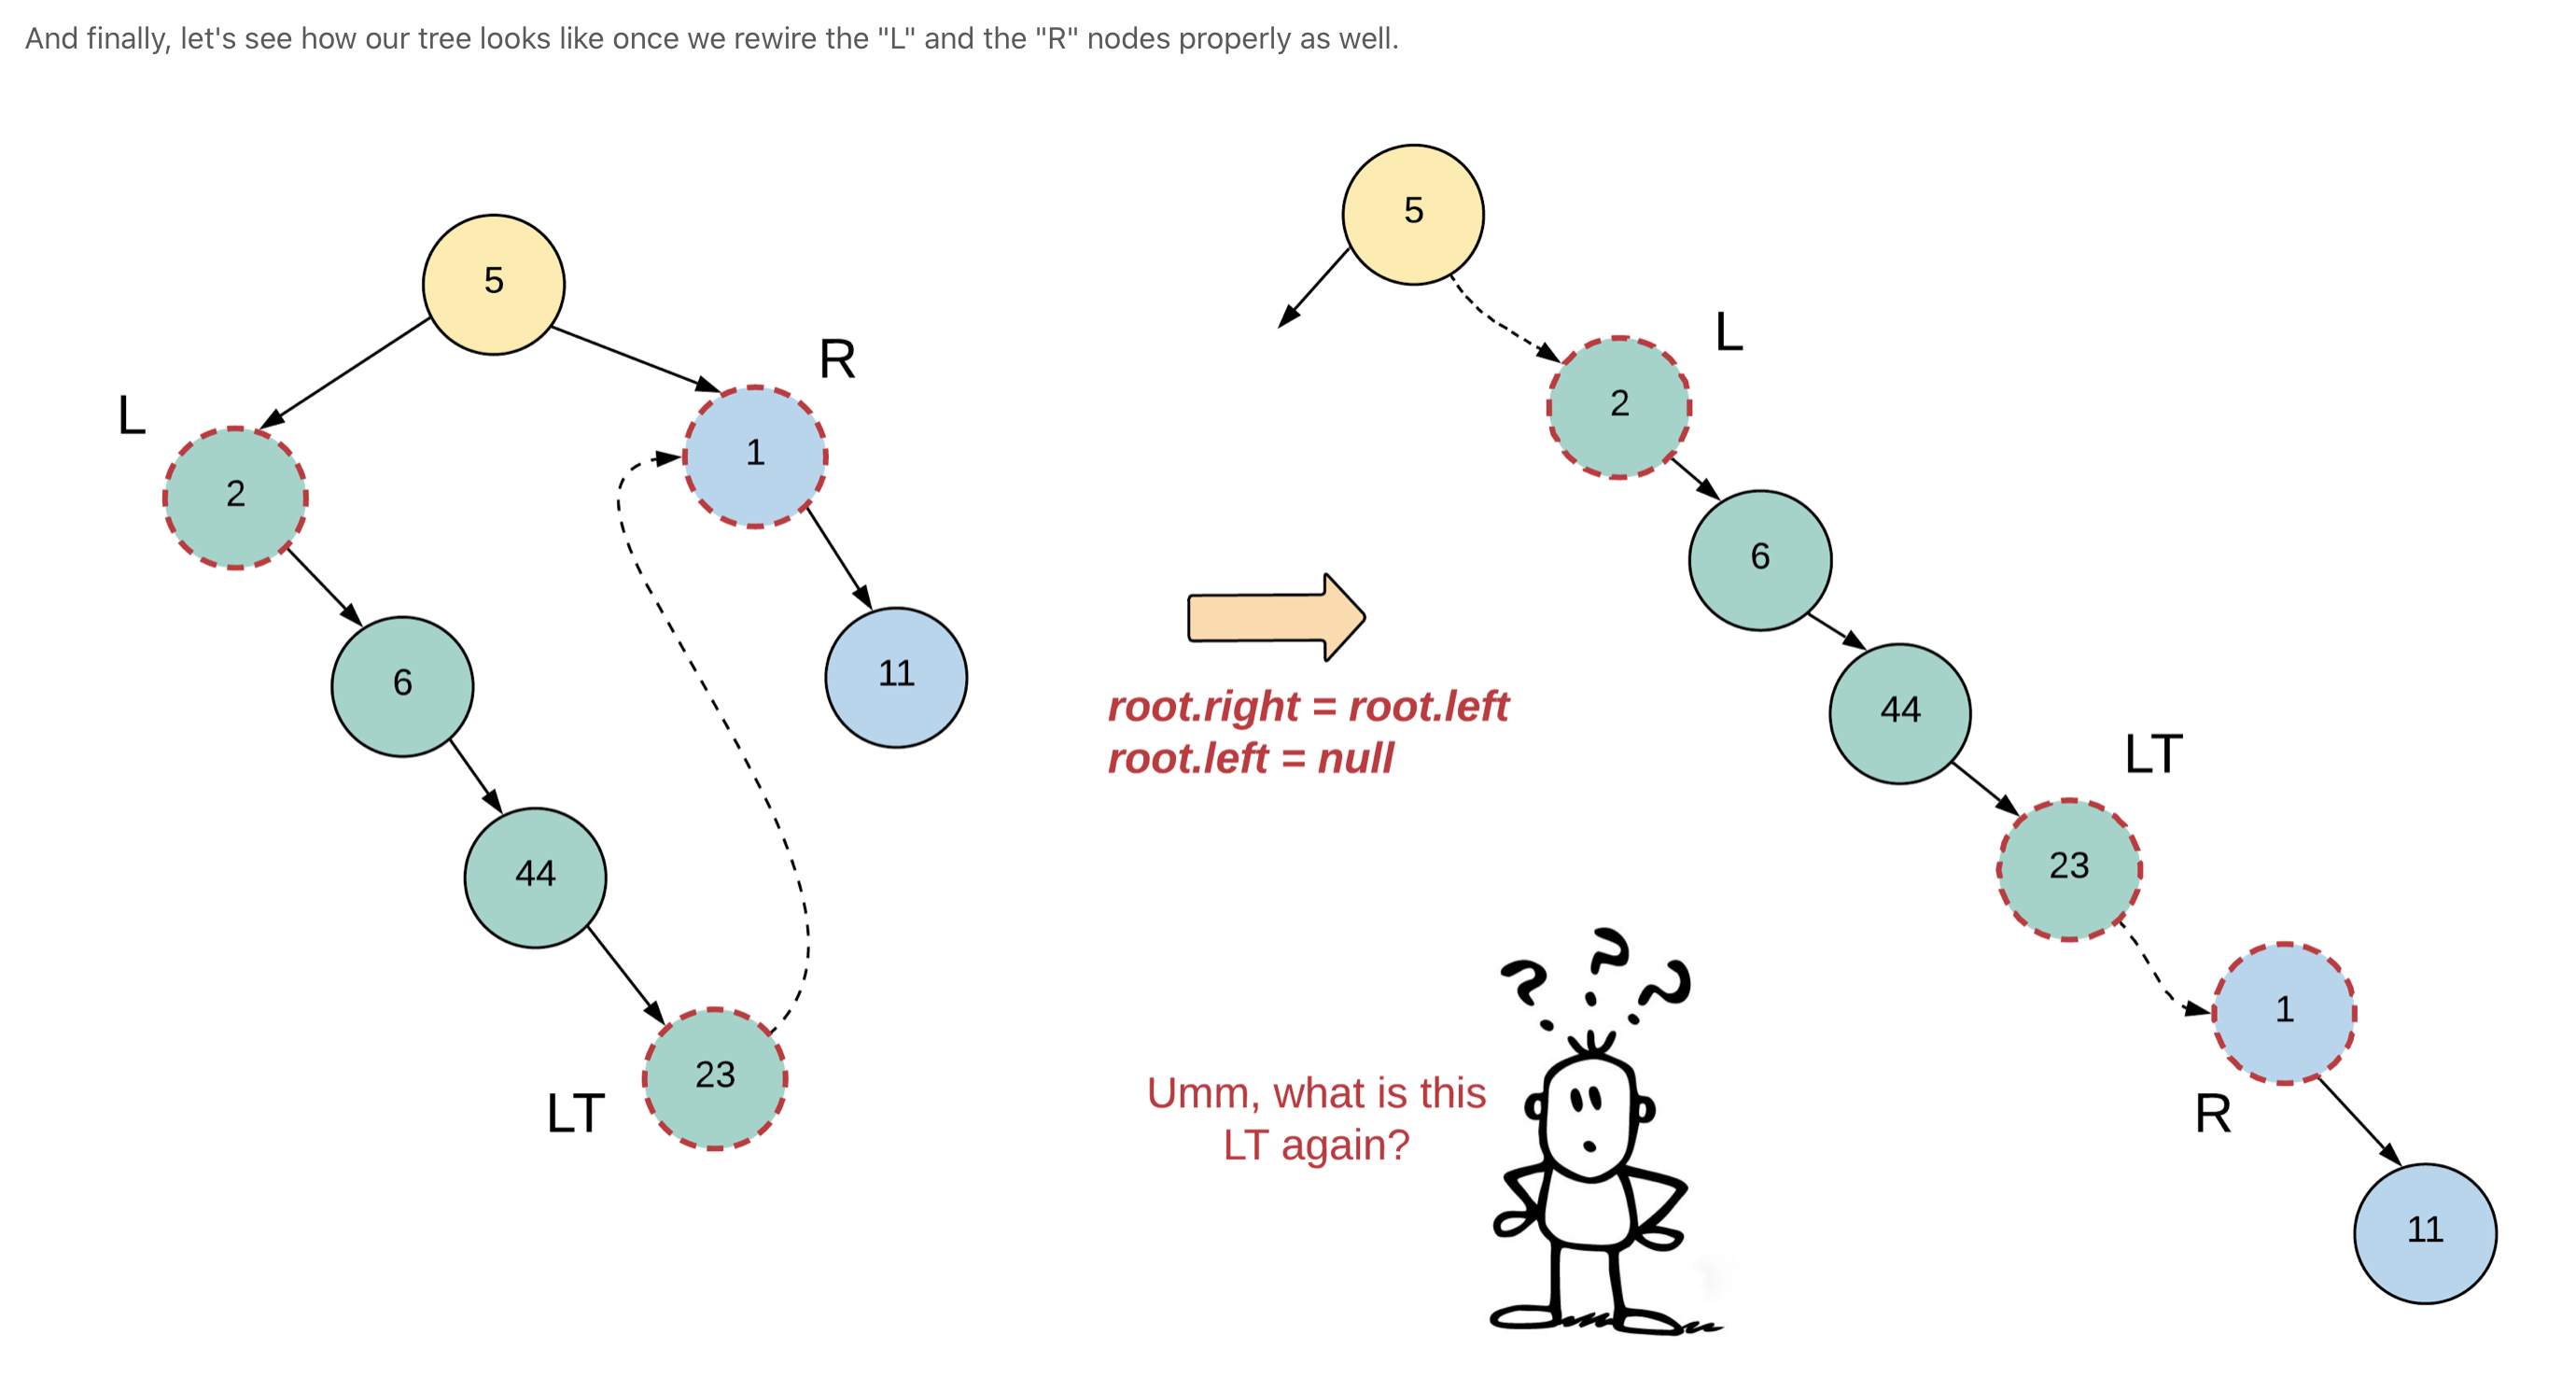 And finally, let's see how our tree looks like once we rewire the "L" and the "R" nodes properly as well.
5
R
L
1
2
6
11
44
23
LT
root.right = root.left
root.left = null
5
L
2
6
44
LT
23
1
R
11
? ? ?
Umm, what is this
LT again?